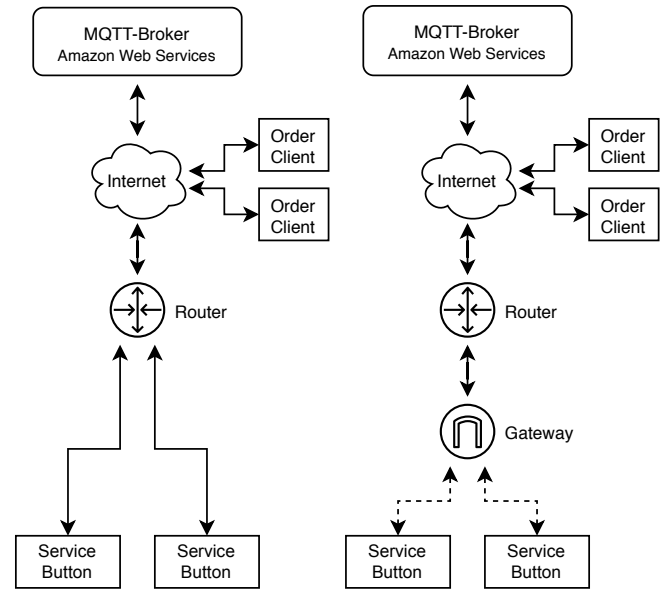 MQTT-Broker
Amazon Web Services
Order
Client
Internet
Order
Client
Router
Service
Button
Service
Button
MQTT-Broker
Amazon Web Services
Order
Client
Internet
Order
Client
Router
Gateway
Service
Button
Service
Button